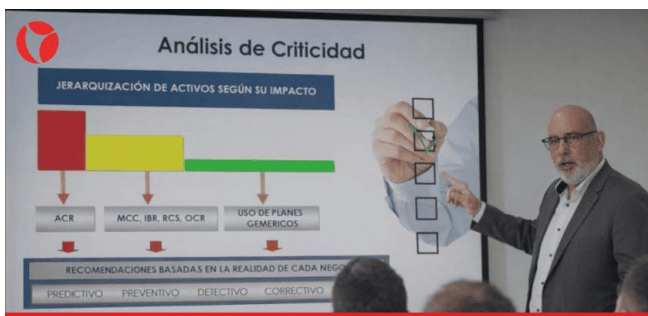 Análisis de Criticidad
JERARQUIZACIÓN DE ACTIVOS SEGÚN SU IMPACTO
ACR
MCC, IBR, RCS, OCR
USO DE PLANES
GEMERICOS
RECOMENDACIONES BASADAS EN LA REALIDAD DE CADA
PREDICTIVO PREVENTIVO DETECTIVO CORRECTIVO